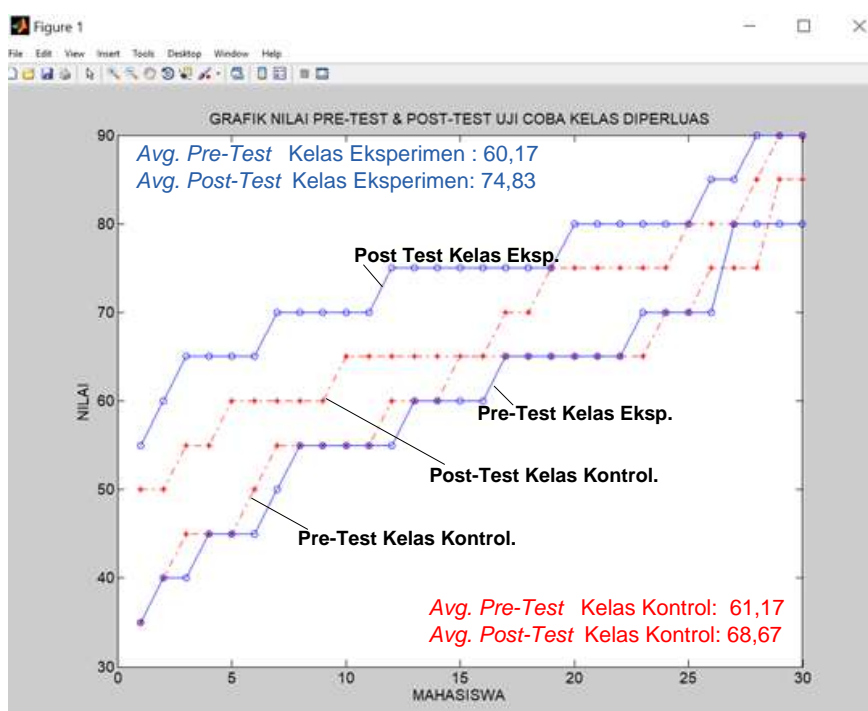 Figure 1
File Edit View Insert Tools Desktop Window Help
GRAFIK NILAI PRE-TEST & POST-TEST UJI COBA KELAS DIPERLUAS
Avg. Pre-Test Kelas Eksperimen : 60,17
Avg. Post-Test Kelas Eksperimen: 74,83
Post Test Kelas Eksp.
Pre-Test Kelas Eksp.
Post-Test Kelas Kontrol.
Pre-Test Kelas Kontrol.
Avg. Pre-Test Kelas Kontrol: 61,17
Avg. Post-Test Kelas Kontrol: 68,67
NILAI
90
80
70
60
50
40
30
0 5 10 15 20 25 30
MAHASISWA